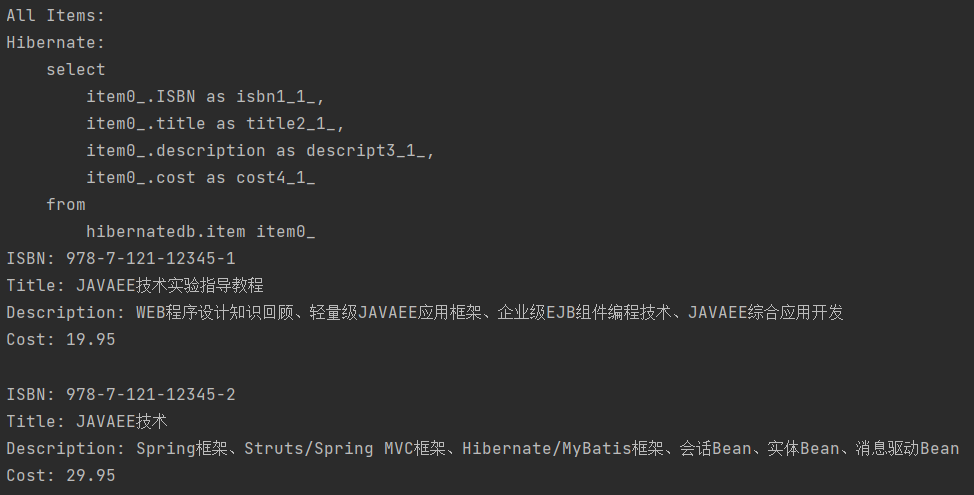 All Items:
Hibernate:
    select
        item0_.ISBN as isbn1_1_,
        item0_.title as title2_1_,
        item0_.description as descript3_1_,
        item0_.cost as cost4_1_
    from
        hibernatedb.item item0_
ISBN: 978-7-121-12345-1
Title: JAVAEE技术实验指导教程
Description: WEB程序设计知识回顾、轻量级JAVAEE应用框架、企业级EJB组件编程技术、JAVAEE综合应用开发
Cost: 19.95

ISBN: 978-7-121-12345-2
Title: JAVAEE技术
Description: Spring框架、Struts/Spring MVC框架、Hibernate/MyBatis框架、会话Bean、实体Bean、消息驱动Bean
Cost: 29.95